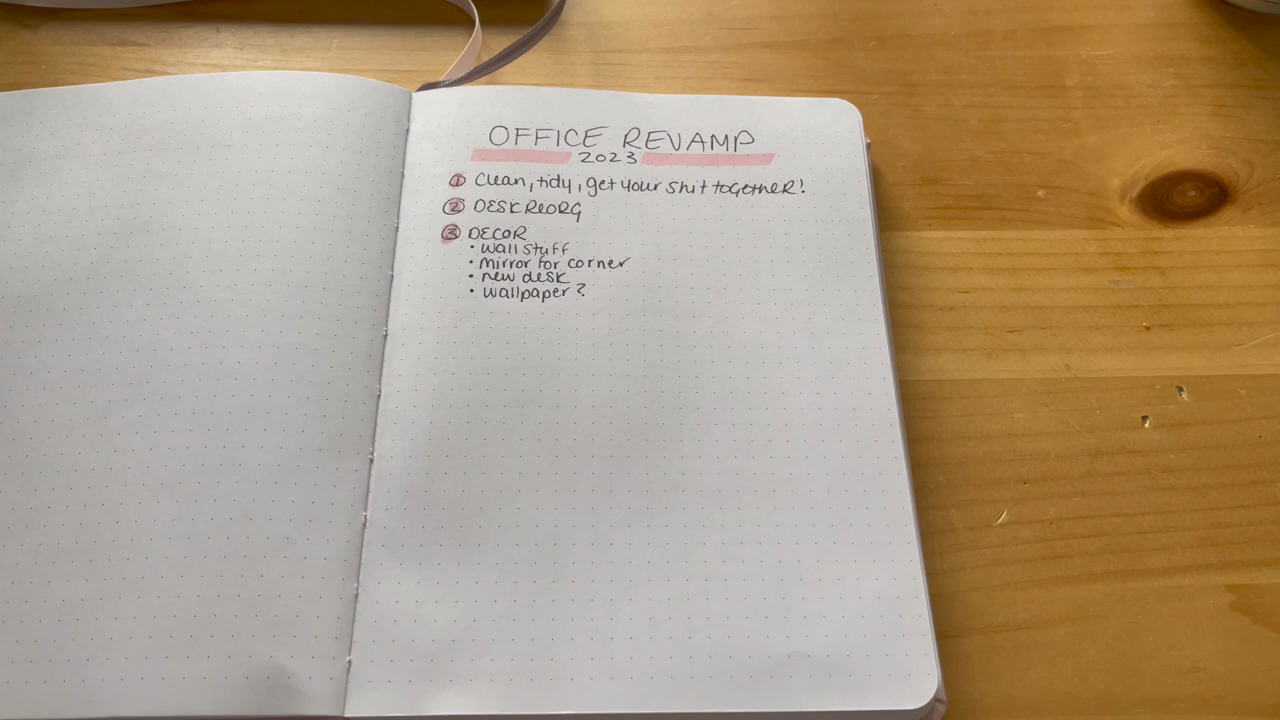 OFFICE REVAMP
2023
① Clean, tidy, get your shit together!
② DESK REORG
③ DECOR
• wall stuff
• mirror for corner
• new desk
• wallpaper?